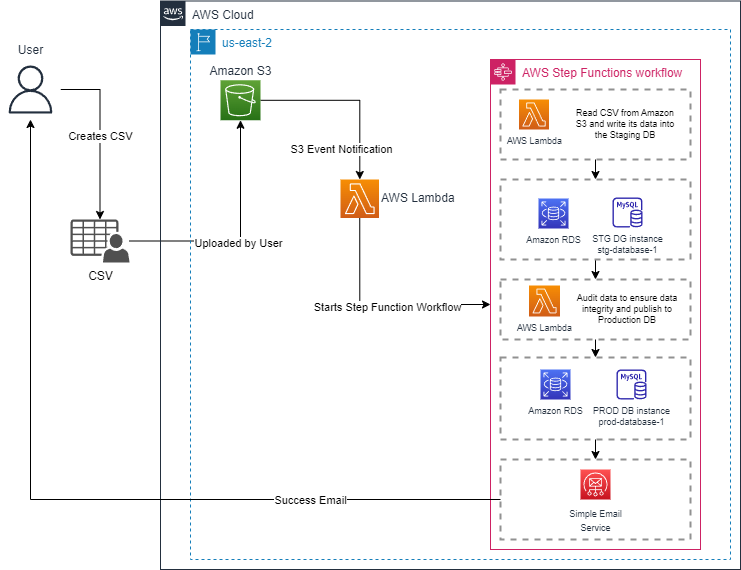 aws
AWS Cloud
us-east-2
User
Amazon S3
AWS Step Functions workflow
Creates CSV
S3 Event Notification
AWS Lambda
CSV
Uploaded by User
Starts Step Function Workflow
AWS Lambda
Read CSV from Amazon
S3 and write its data into
the Staging DB
Amazon RDS
MySQL
STG DG instance
stg-database-1
AWS Lambda
Audit data to ensure data
integrity and publish to
Production DB
Amazon RDS
MySQL
PROD DB instance
prod-database-1
Success Email
Simple Email
Service